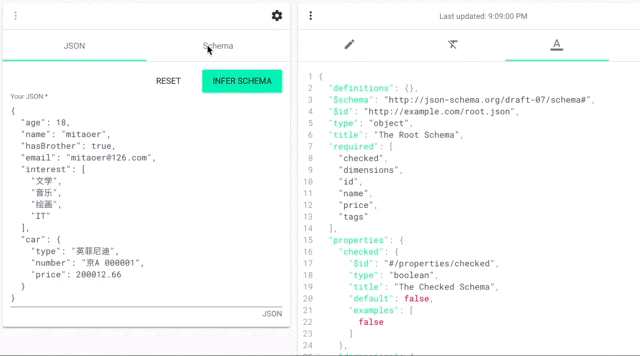 Last updated: 9:09:00 PM
JSON
Schema
RESET
INFER SCHEMA
Your JSON *
{
"age": 18,
"name": "mitaoer",
"hasBrother": true,
"email": "mitaoer@126.com",
"interest": [
"文学",
"音乐",
"绘画",
"IT"
],
"car": {
"type": "英菲尼迪",
"number": "京A 000001",
"price": 200012.66
}
}
JSON
A
1 {
2 "definitions": {},
3 "$schema": "http://json-schema.org/draft-07/schema#",
4 "$id": "http://example.com/root.json",
5 "type": "object",
6 "title": "The Root Schema",
7 "required": [
8 "checked",
9 "dimensions",
10 "id",
11 "name",
12 "price",
13 "tags"
14 ],
15 "properties": {
16 "checked": {
17 "$id": "#/properties/checked",
18 "type": "boolean",
19 "title": "The Checked Schema",
20 "default": false,
21 "examples": [
22 false
23 ]
24 },